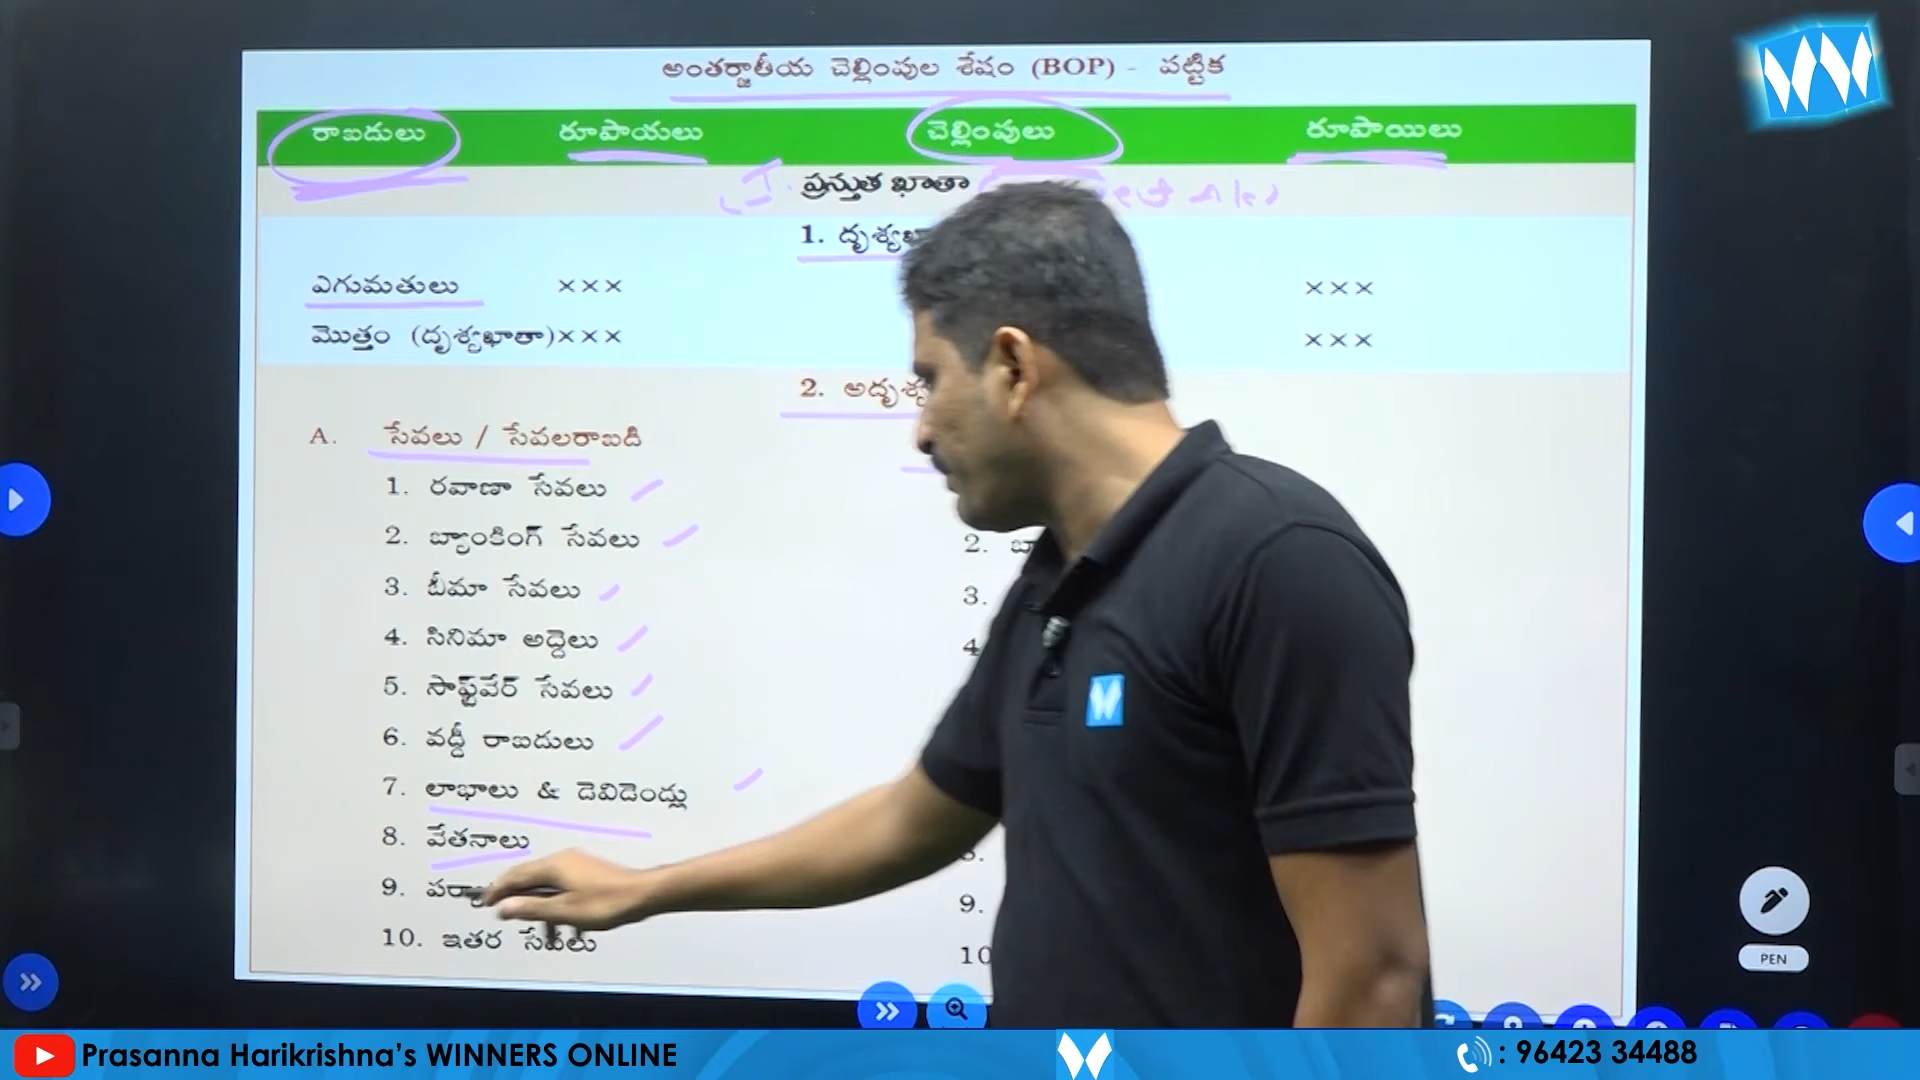 అంతర్జాతీయ చెల్లింపుల శేషం (BOP) - పట్టిక
రాబడులు రూపాయలు చెల్లింపులు రూపాయిలు
ప్రస్తుత ఖాతా
1.
ఎగుమతులు ××× ×××
మొత్తం (దృశ్యఖాతా)××× ×××
2.
A. సేవలు / సేవలరాబడి
1. రవాణా సేవలు
2. బ్యాంకింగ్ సేవలు 2.
3. బీమా సేవలు 3.
4. సినిమా అద్దెలు 4
5. సాఫ్ట్‌వేర్ సేవలు
6. వడ్డీ రాబడులు
7. లాభాలు & డెవిడెండ్లు
8. వేతనాలు
9. 9.
10. ఇతర సేవలు 10
PEN
Prasanna Harikrishna's WINNERS ONLINE
: 96423 34488